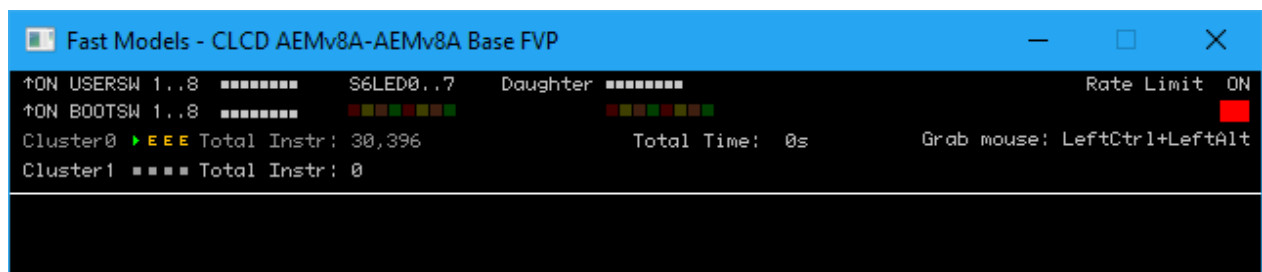 Fast Models - CLCD AEMv8A-AEMv8A Base FVP
↑ON USERSW 1..8 S6LED0..7 Daughter Rate Limit ON
↑ON BOOTSW 1..8
Cluster0 E E E Total Instr: 30,396 Total Time: 0s Grab mouse: LeftCtrl+LeftAlt
Cluster1 Total Instr: 0